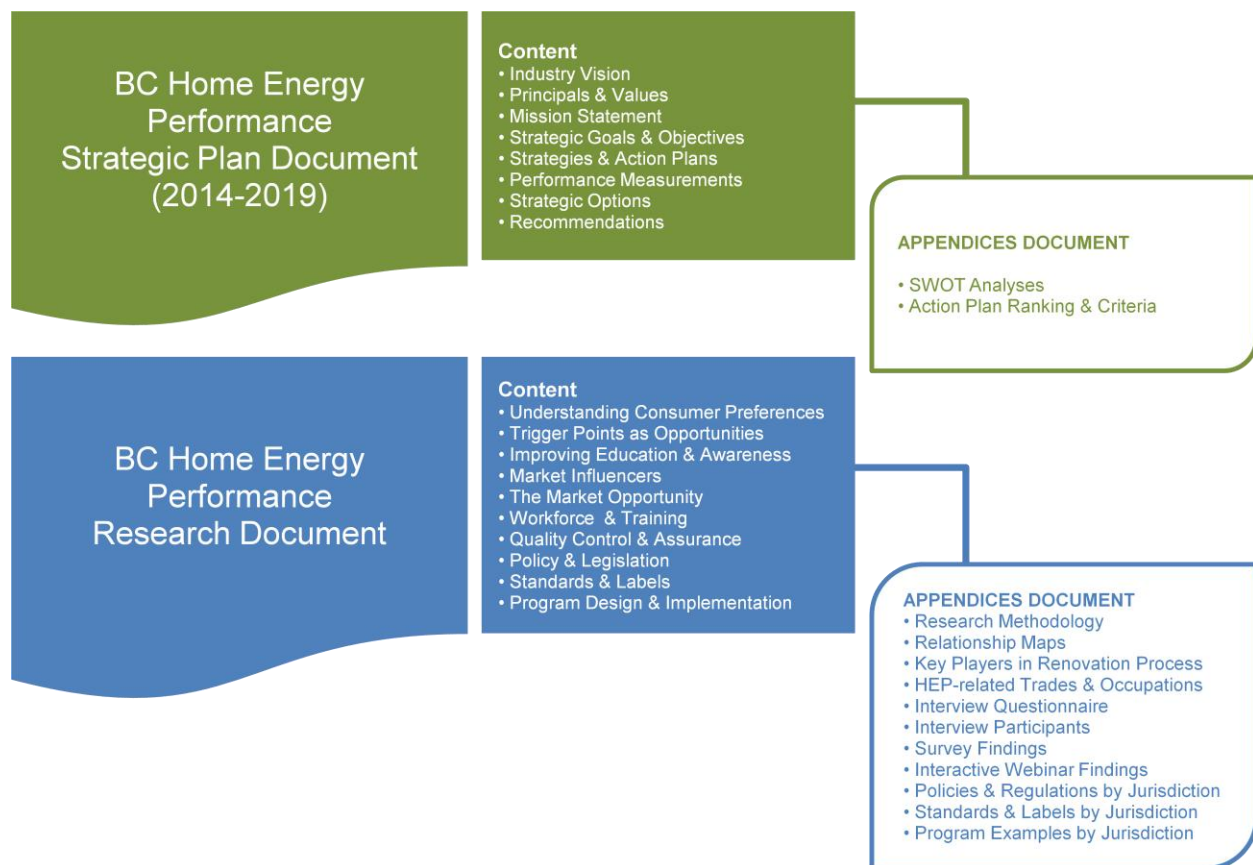 BC Home Energy
Performance
Strategic Plan Document
(2014-2019)
Content
• Industry Vision
• Principals & Values
• Mission Statement
• Strategic Goals & Objectives
• Strategies & Action Plans
• Performance Measurements
• Strategic Options
• Recommendations
APPENDICES DOCUMENT
• SWOT Analyses
• Action Plan Ranking & Criteria
BC Home Energy
Performance
Research Document
Content
• Understanding Consumer Preferences
• Trigger Points as Opportunities
• Improving Education & Awareness
• Market Influencers
• The Market Opportunity
• Workforce & Training
• Quality Control & Assurance
• Policy & Legislation
• Standards & Labels
• Program Design & Implementation
APPENDICES DOCUMENT
• Research Methodology
• Relationship Maps
• Key Players in Renovation Process
• HEP-related Trades & Occupations
• Interview Questionnaire
• Interview Participants
• Survey Findings
• Interactive Webinar Findings
• Policies & Regulations by Jurisdiction
• Standards & Labels by Jurisdiction
• Program Examples by Jurisdiction